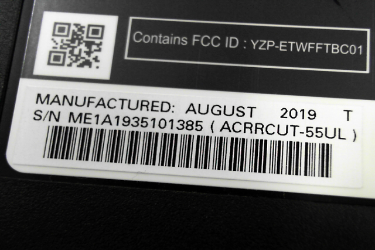 Contains FCC ID : YZP-ETWFFTBC01
MANUFACTURED: AUGUST 2019 T
S/N ME1A1935101385 ( ACRRCUT-55UL )